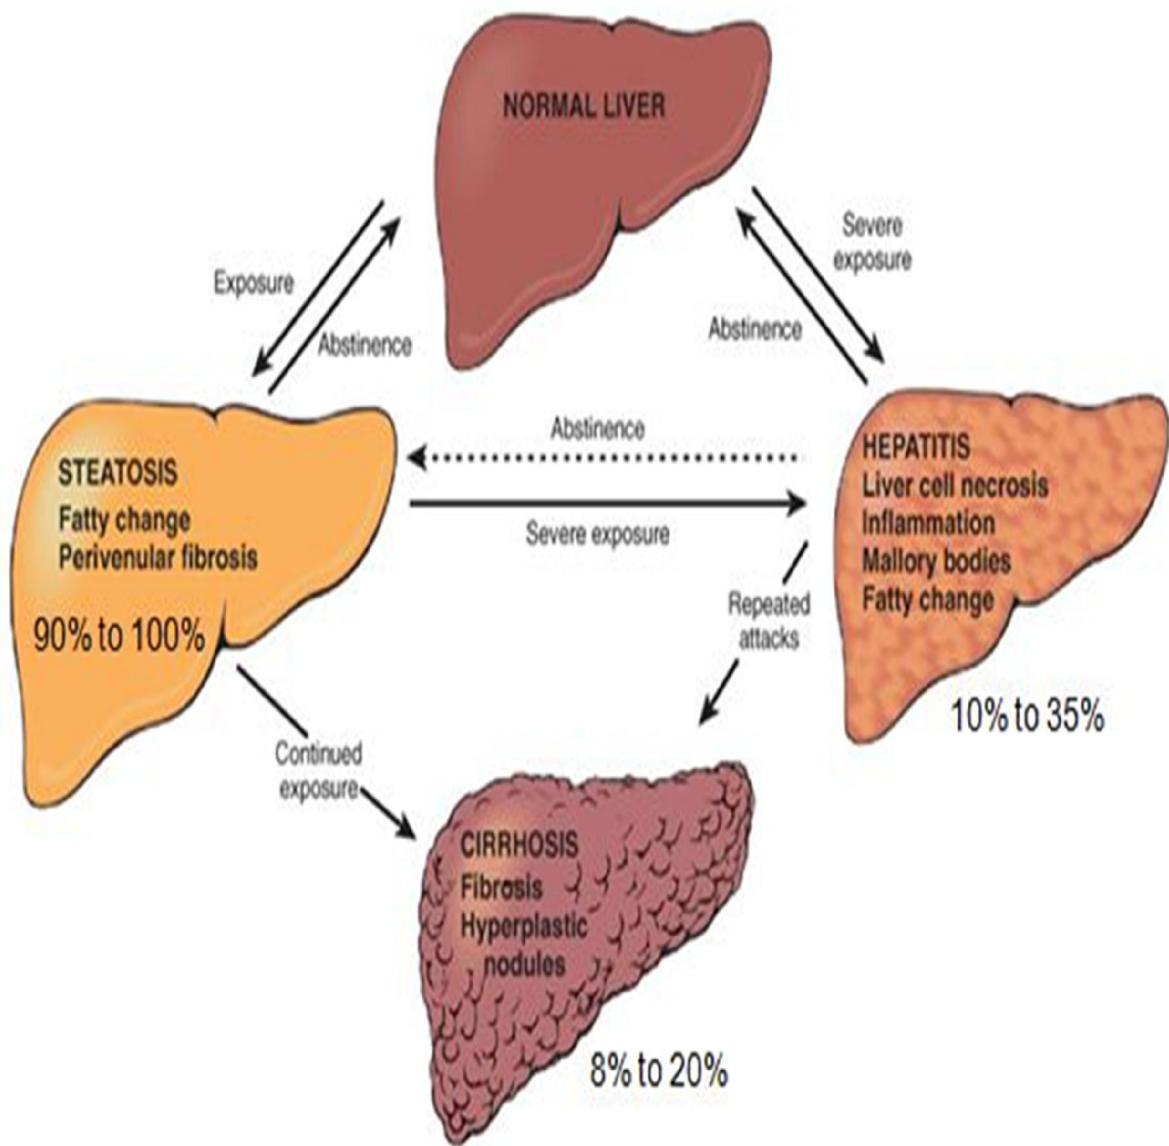 NORMAL LIVER
Exposure
Abstinence
Severe
exposure
Abstinence
Abstinence
Severe exposure
STEATOSIS
Fatty change
Perivenular fibrosis
90% to 100%
HEPATITIS
Liver cell necrosis
Inflammation
Mallory bodies
Fatty change
10% to 35%
Repeated
attacks
Continued
exposure
CIRRHOSIS
Fibrosis
Hyperplastic
nodules
8% to 20%